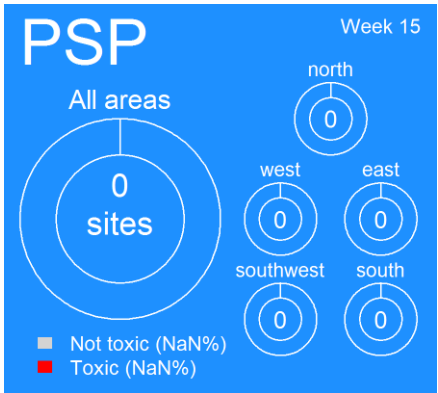 PSP
Week 15
All areas
0
sites
north
0
west
0
east
0
southwest
0
south
0
Not toxic (NaN%)
Toxic (NaN%)